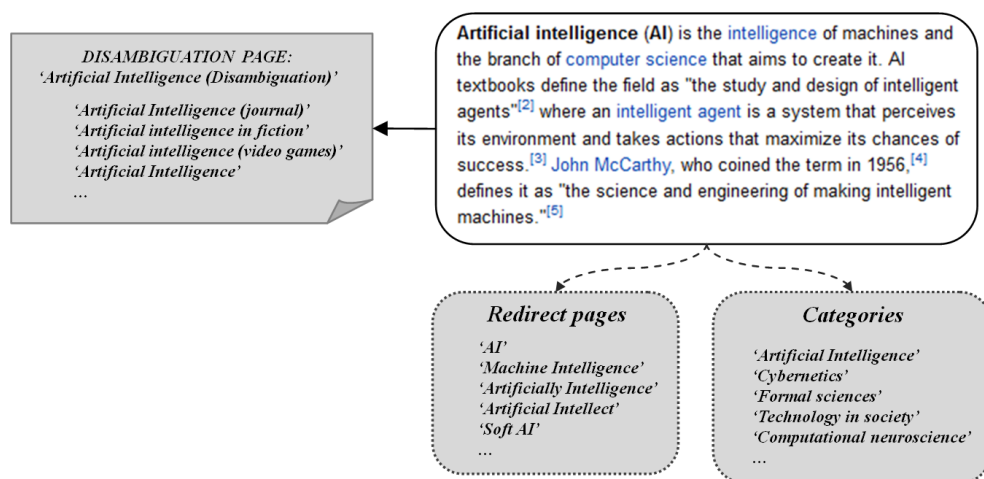 DISAMBIGUATION PAGE:
‘Artificial Intelligence (Disambiguation)’
‘Artificial Intelligence (journal)’
‘Artificial intelligence in fiction’
‘Artificial intelligence (video games)’
‘Artificial Intelligence’
...
Artificial intelligence (AI) is the intelligence of machines and
the branch of computer science that aims to create it. AI
textbooks define the field as "the study and design of intelligent
agents"[2] where an intelligent agent is a system that perceives
its environment and takes actions that maximize its chances of
success.[3] John McCarthy, who coined the term in 1956,[4]
defines it as "the science and engineering of making intelligent
machines."[5]
Redirect pages
‘AI’
‘Machine Intelligence’
‘Artificially Intelligence’
‘Artificial Intellect’
‘Soft AI’
...
Categories
‘Artificial Intelligence’
‘Cybernetics’
‘Formal sciences’
‘Technology in society’
‘Computational neuroscience’
...